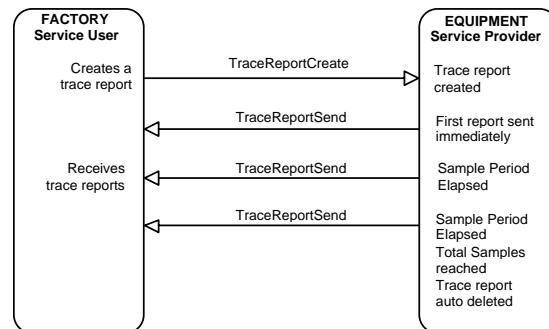 FACTORY
Service User
EQUIPMENT
Service Provider
Creates a
trace report
TraceReportCreate
Trace report
created
TraceReportSend
First report sent
immediately
Receives
trace reports
TraceReportSend
Sample Period
Elapsed
TraceReportSend
Sample Period
Elapsed
Total Samples
reached
Trace report
auto deleted